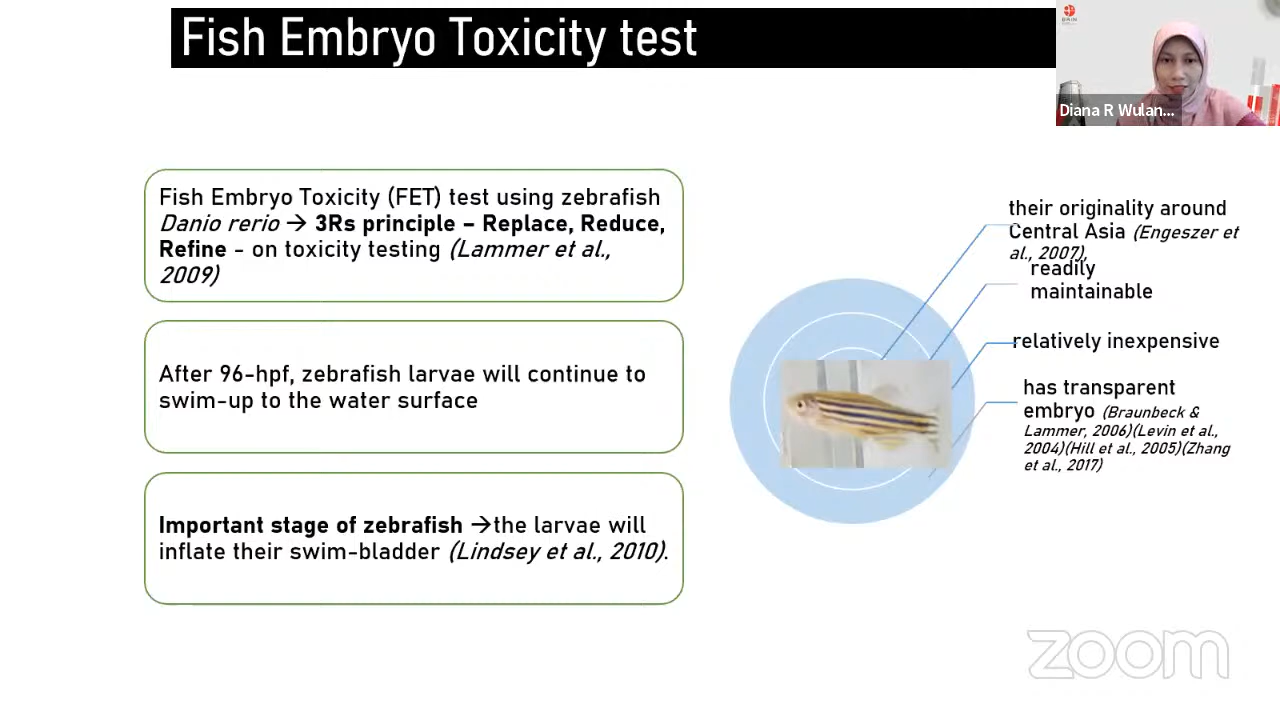 Fish Embryo Toxicity test
BRIN
Diana R Wulan...
Fish Embryo Toxicity (FET) test using zebrafish
Danio rerio → 3Rs principle – Replace, Reduce,
Refine - on toxicity testing (Lammer et al.,
2009)
After 96-hpf, zebrafish larvae will continue to
swim-up to the water surface
Important stage of zebrafish →the larvae will
inflate their swim-bladder (Lindsey et al., 2010).
their originality around
Central Asia (Engeszer et
al., 2007),
readily
maintainable
relatively inexpensive
has transparent
embryo (Braunbeck &
Lammer, 2006)(Levin et al.,
2004)(Hill et al., 2005)(Zhang
et al., 2017)
zoom